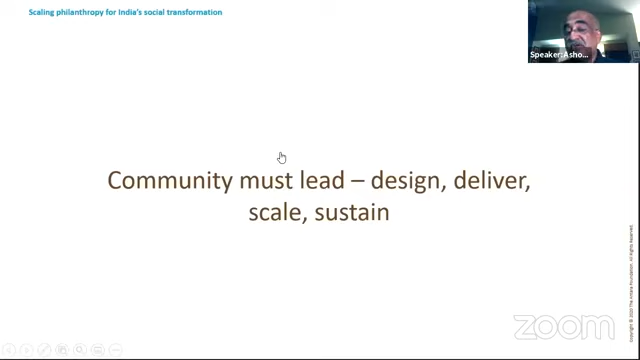 Scaling philanthropy for India's social transformation
Speaker:Asho...
Community must lead – design, deliver,
scale, sustain
zoom